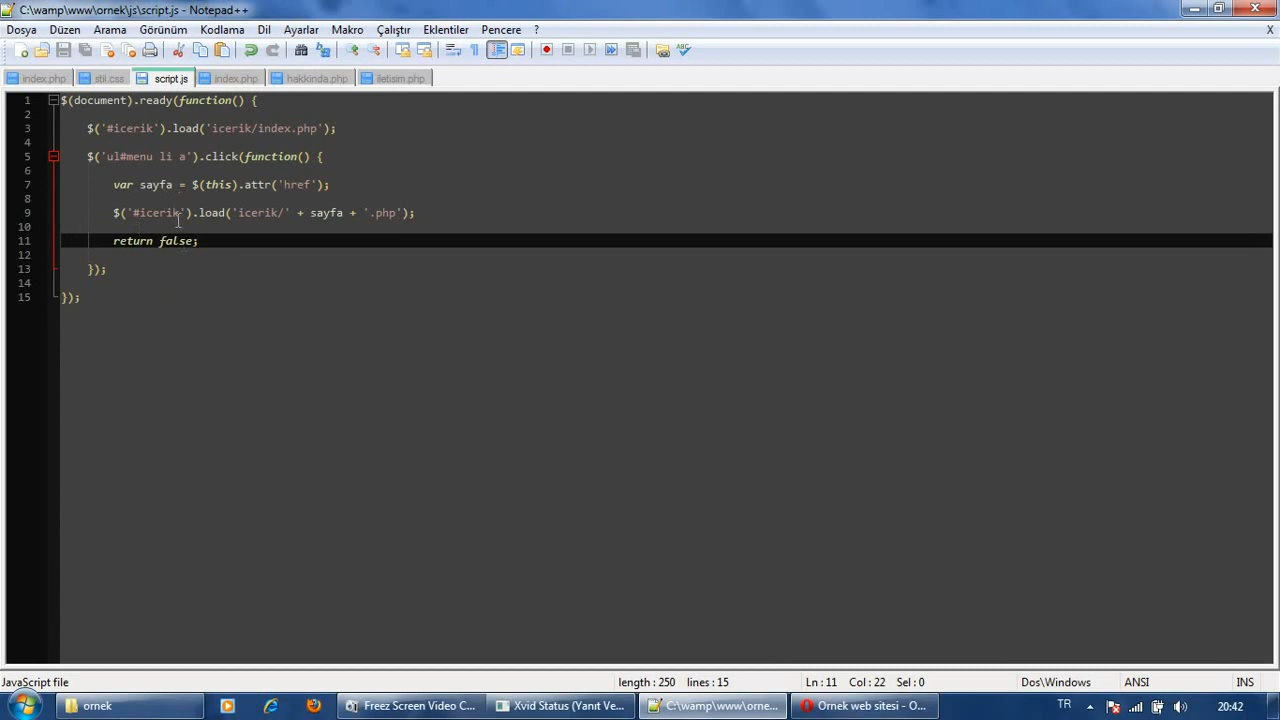 C:\wamp\www\ornek\js\script.js - Notepad++
Dosya Düzen Arama Görünüm Kodlama Dil Ayarlar Makro Çalıştır Eklentiler Pencere ? X
index.php stil.css script.js index.php hakkinda.php iletisim.php
1 $(document).ready(function() {
2
3 $('#icerik').load('icerik/index.php');
4
5 $('ul#menu li a').click(function() {
6
7 var sayfa = $(this).attr('href');
8
9 $('#icerik').load('icerik/' + sayfa + '.php');
10
11 return false;
12
13 });
14
15 });
JavaScript file length : 250 lines : 15 Ln : 11 Col : 22 Sel : 0 Dos\Windows ANSI INS
ornek Freez Screen Video C... Xvid Status (Yanıt Ve... C:\wamp\www\orne... Ornek web sitesi - O... TR 20:42